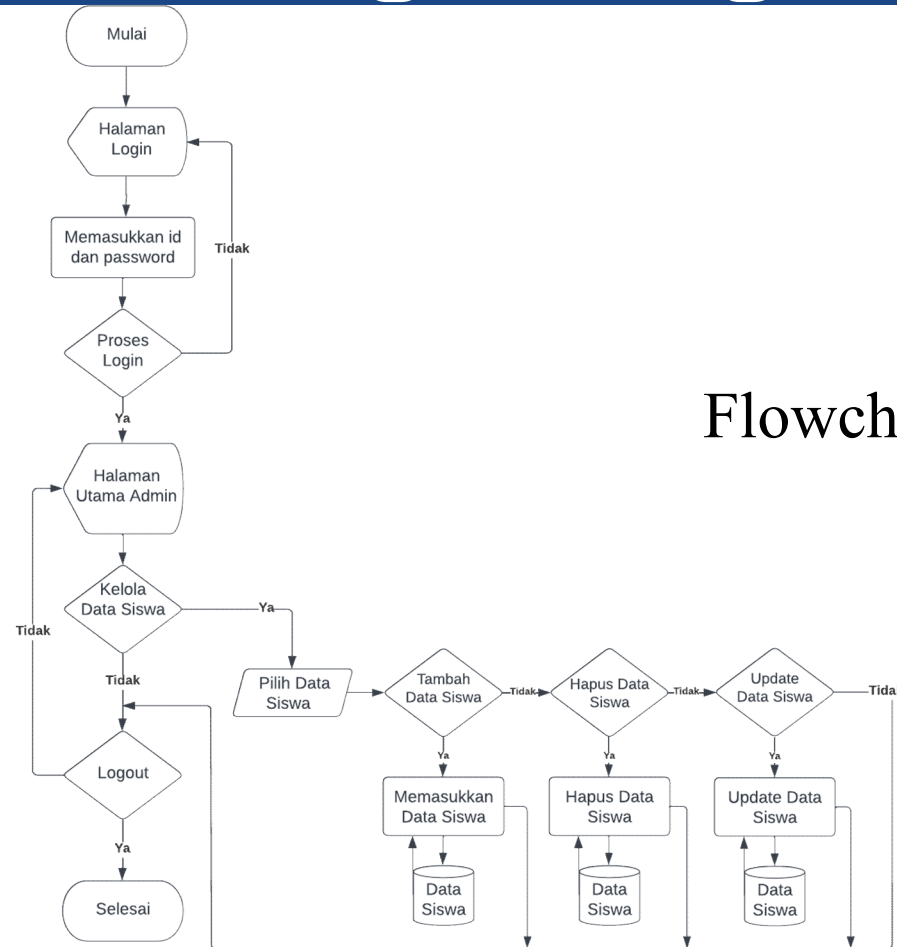 Mulai
Halaman
Login
Memasukkan id
dan password
Tidak
Proses
Login
Ya
Flowch
Halaman
Utama Admin
Kelola
Data Siswa
Ya
Tidak
Tidak
Pilih Data
Siswa
Tambah
Data Siswa
Tidak
Hapus Data
Siswa
Tidak
Update
Data Siswa
Tida
Logout
Ya
Ya
Ya
Memasukkan
Data Siswa
Hapus Data
Siswa
Update Data
Siswa
Ya
Data
Siswa
Data
Siswa
Data
Siswa
Selesai